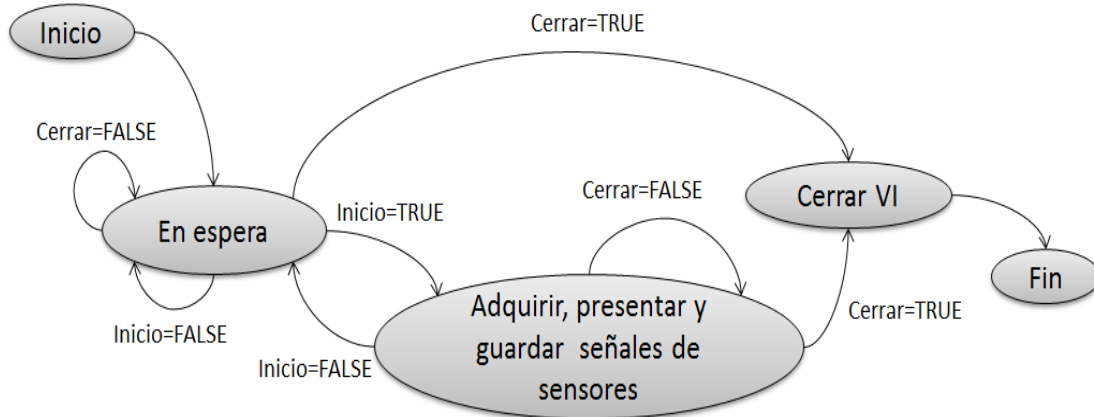 Inicio
Cerrar=TRUE
Cerrar=FALSE
En espera
Inicio=TRUE
Cerrar=FALSE
Cerrar VI
Fin
Inicio=FALSE
Inicio=FALSE
Adquirir, presentar y
guardar señales de
sensores
Cerrar=TRUE